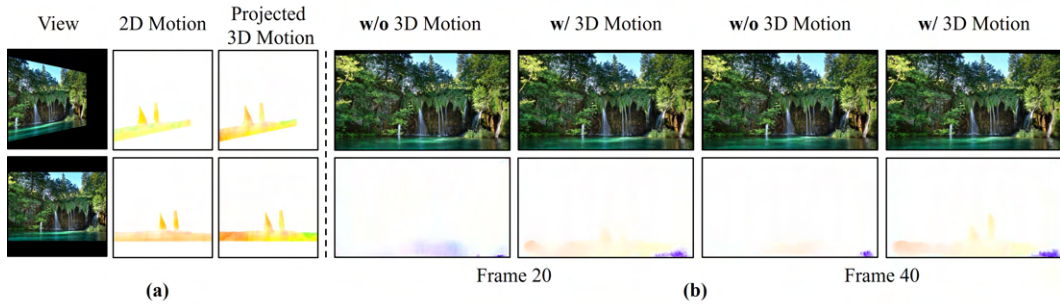 View
2D Motion
Projected
3D Motion
w/o 3D Motion
w/ 3D Motion
w/o 3D Motion
w/ 3D Motion
Frame 20
Frame 40
(a)
(b)